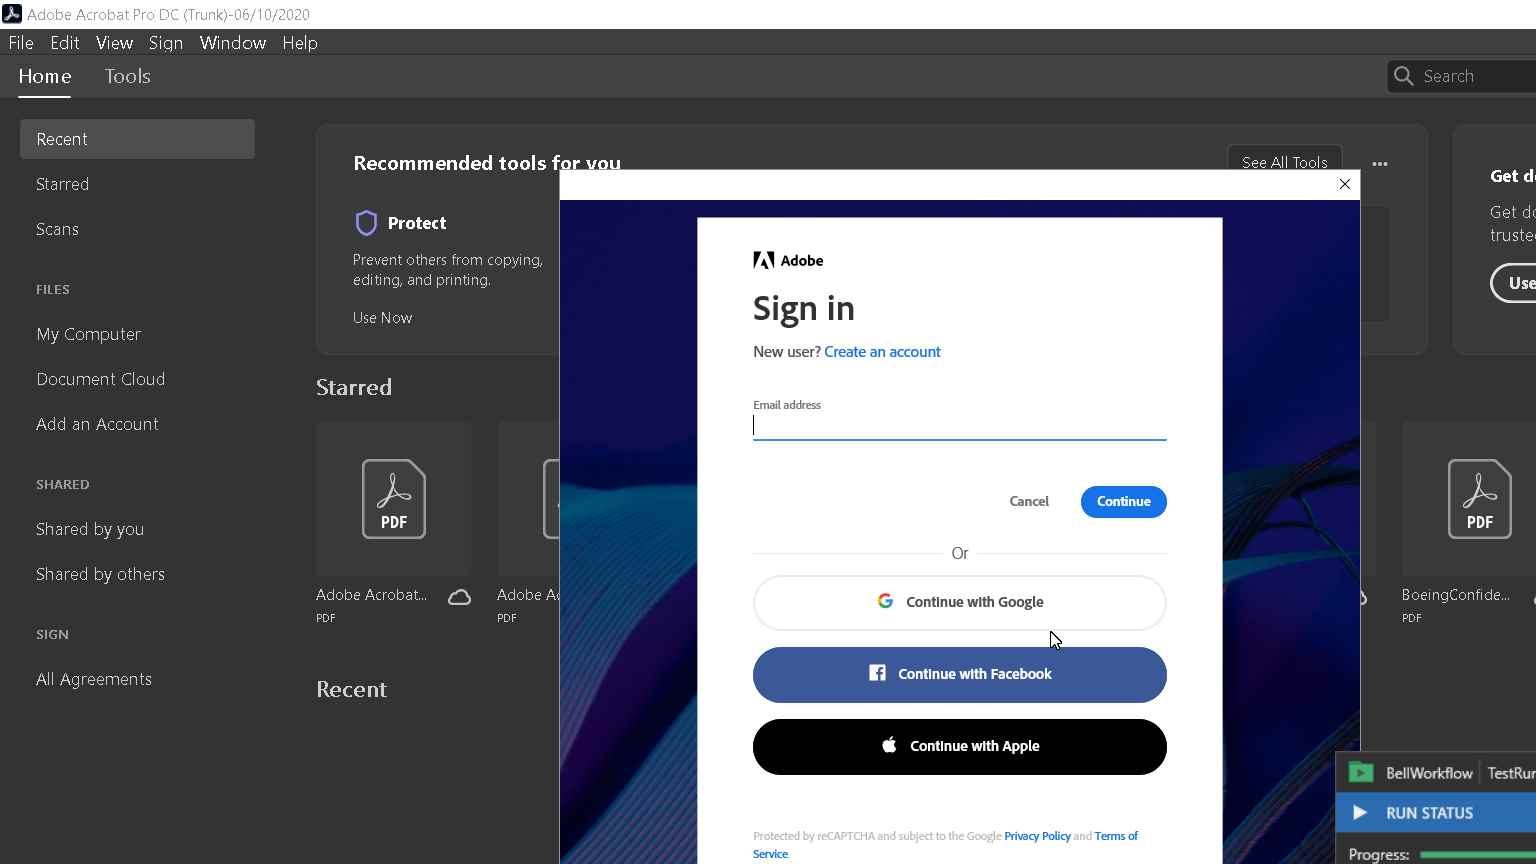 Adobe Acrobat Pro DC (Trunk)-06/10/2020
File Edit View Sign Window Help
Home Tools
Search
Recent
Starred
Scans
FILES
My Computer
Document Cloud
Add an Account
SHARED
Shared by you
Shared by others
SIGN
All Agreements
Recommended tools for you
See All Tools
Protect
Prevent others from copying,
editing, and printing.
Use Now
Get
Get
Use
Starred
PDF
Adobe Acrobat...
PDF
Adobe
PDF
PDF
BoeingConfide...
PDF
Recent
Adobe
Sign in
New user? Create an account
Email address
Cancel Continue
Or
Continue with Google
Continue with Facebook
Continue with Apple
Protected by reCAPTCHA and subject to the Google Privacy Policy and Terms of
Service.
BellWorkflow TestRun
RUN STATUS
Progress: